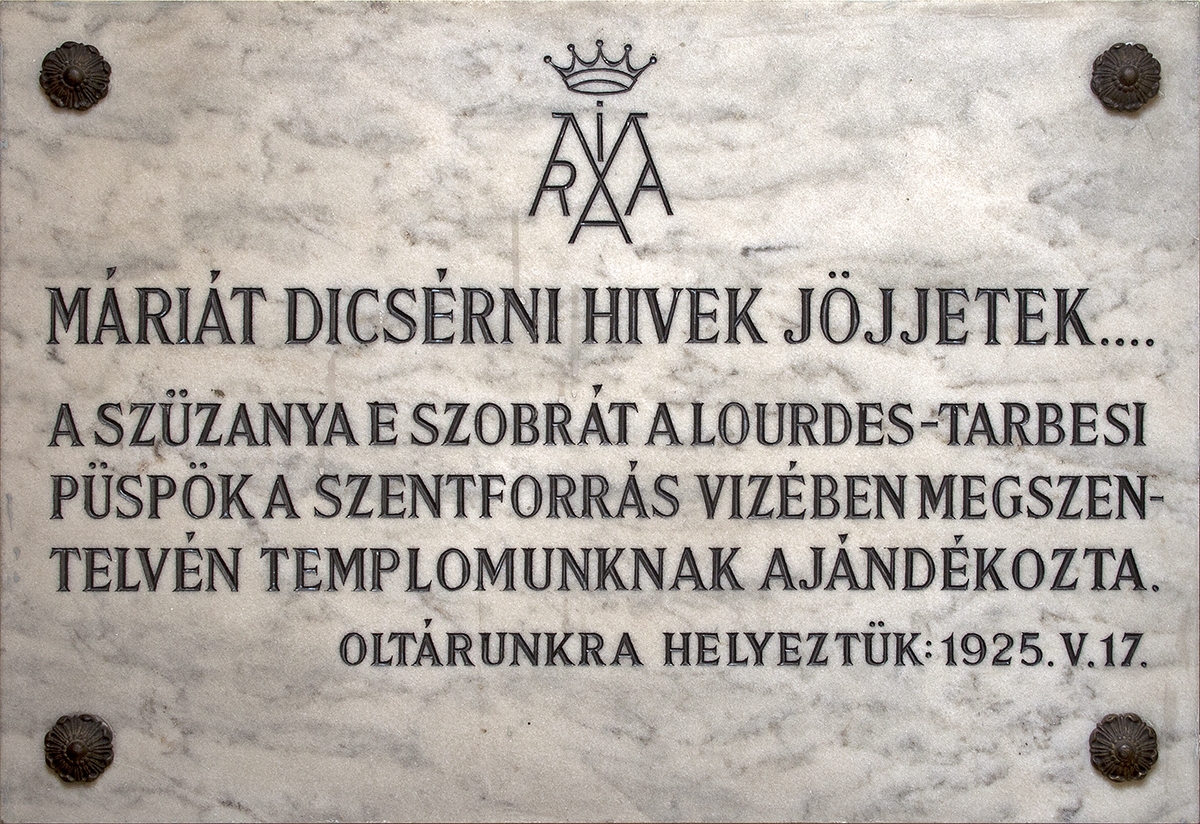 MÁRIÁT DICSÉRNI HIVEK JÖJJETEK....
A SZÜZANYA E SZOBRÁT A LOURDES-TARBESI
PÜSPÖK A SZENTFORRÁS VIZÉBEN MEGSZEN-
TELVÉN TEMPLOMUNKNAK AJÁNDÉKOZTA.
OLTÁRUNKRA HELYEZTÜK: 1925. V. 17.